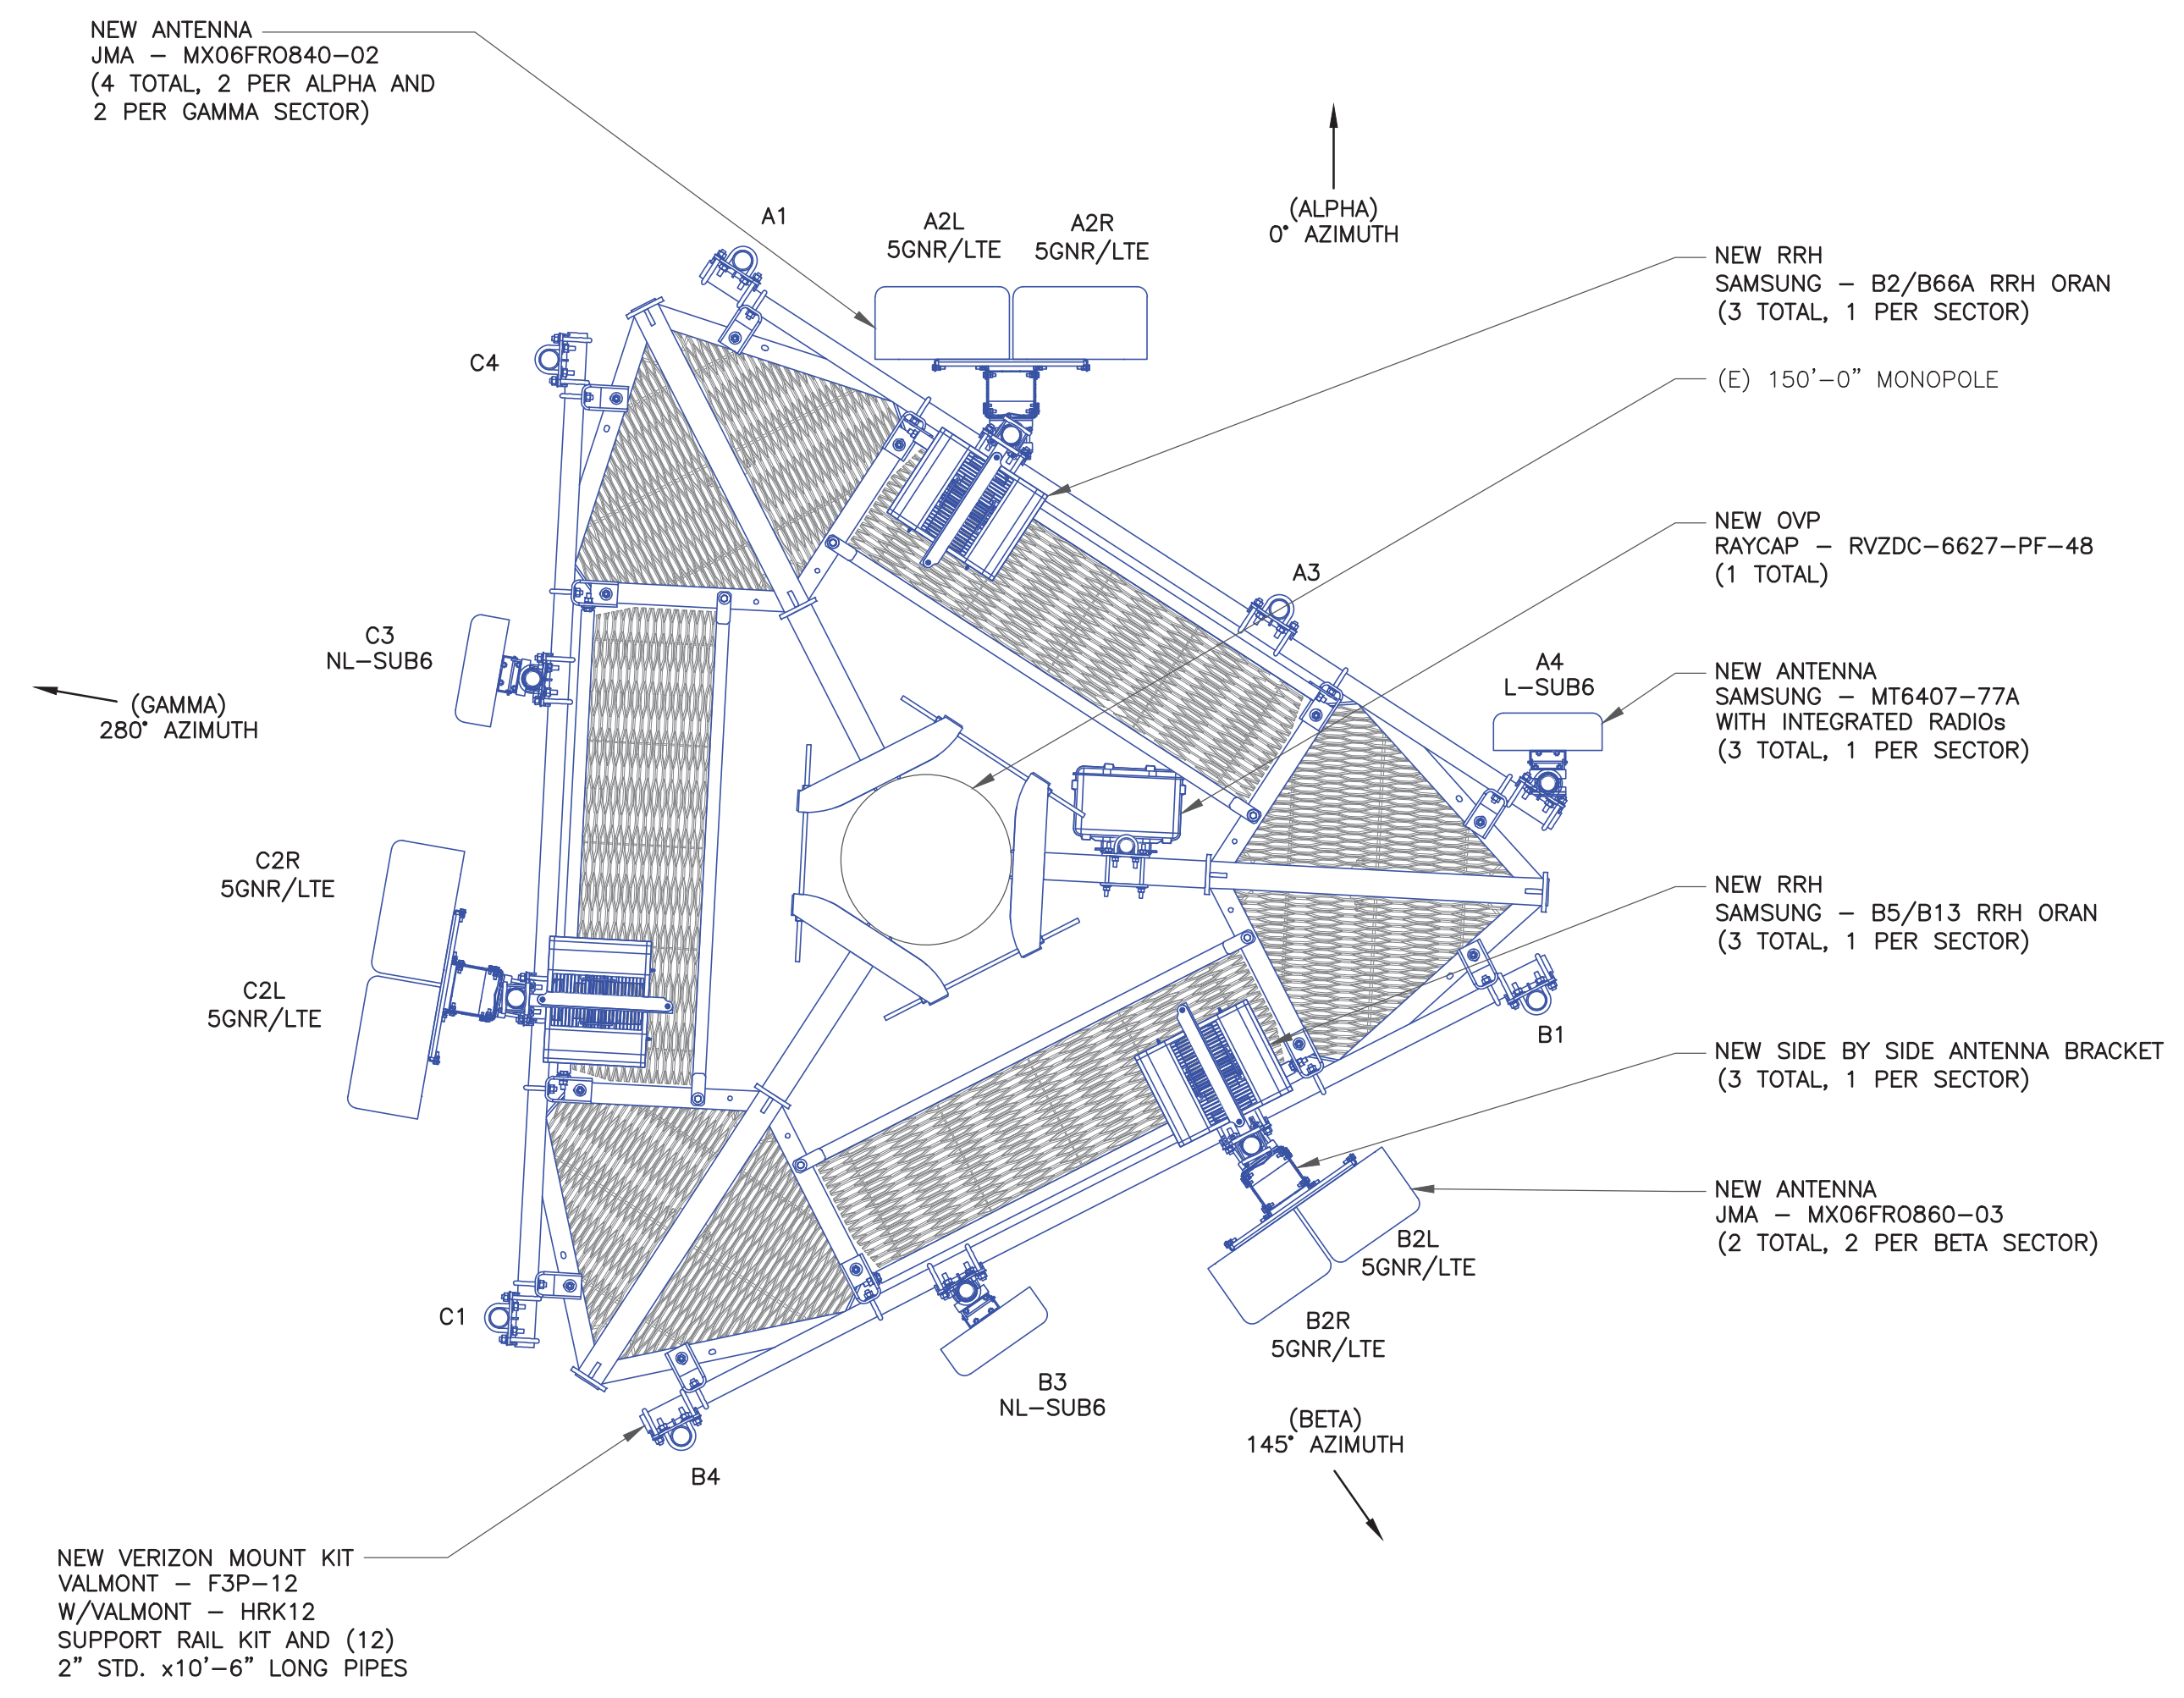 NEW ANTENNA
JMA - MX06FRO840-02
(4 TOTAL, 2 PER ALPHA AND
2 PER GAMMA SECTOR)
A1
A2L
5GNR/LTE
A2R
5GNR/LTE
(ALPHA)
0° AZIMUTH
NEW RRH
SAMSUNG - B2/B66A RRH ORAN
(3 TOTAL, 1 PER SECTOR)
C4
(E) 150'-0" MONOPOLE
NEW OVP
RAYCAP - RVZDC-6627-PF-48
(1 TOTAL)
A3
C3
NL-SUB6
A4
L-SUB6
NEW ANTENNA
SAMSUNG - MT6407-77A
WITH INTEGRATED RADIOs
(3 TOTAL, 1 PER SECTOR)
(GAMMA)
280° AZIMUTH
C2R
5GNR/LTE
NEW RRH
SAMSUNG - B5/B13 RRH ORAN
(3 TOTAL, 1 PER SECTOR)
C2L
5GNR/LTE
B1
NEW SIDE BY SIDE ANTENNA BRACKET
(3 TOTAL, 1 PER SECTOR)
NEW ANTENNA
JMA - MX06FRO860-03
(2 TOTAL, 2 PER BETA SECTOR)
B2L
5GNR/LTE
C1
B2R
5GNR/LTE
B3
NL-SUB6
(BETA)
145° AZIMUTH
B4
NEW VERIZON MOUNT KIT
VALMONT - F3P-12
W/VALMONT - HRK12
SUPPORT RAIL KIT AND (12)
2" STD. x10'-6" LONG PIPES